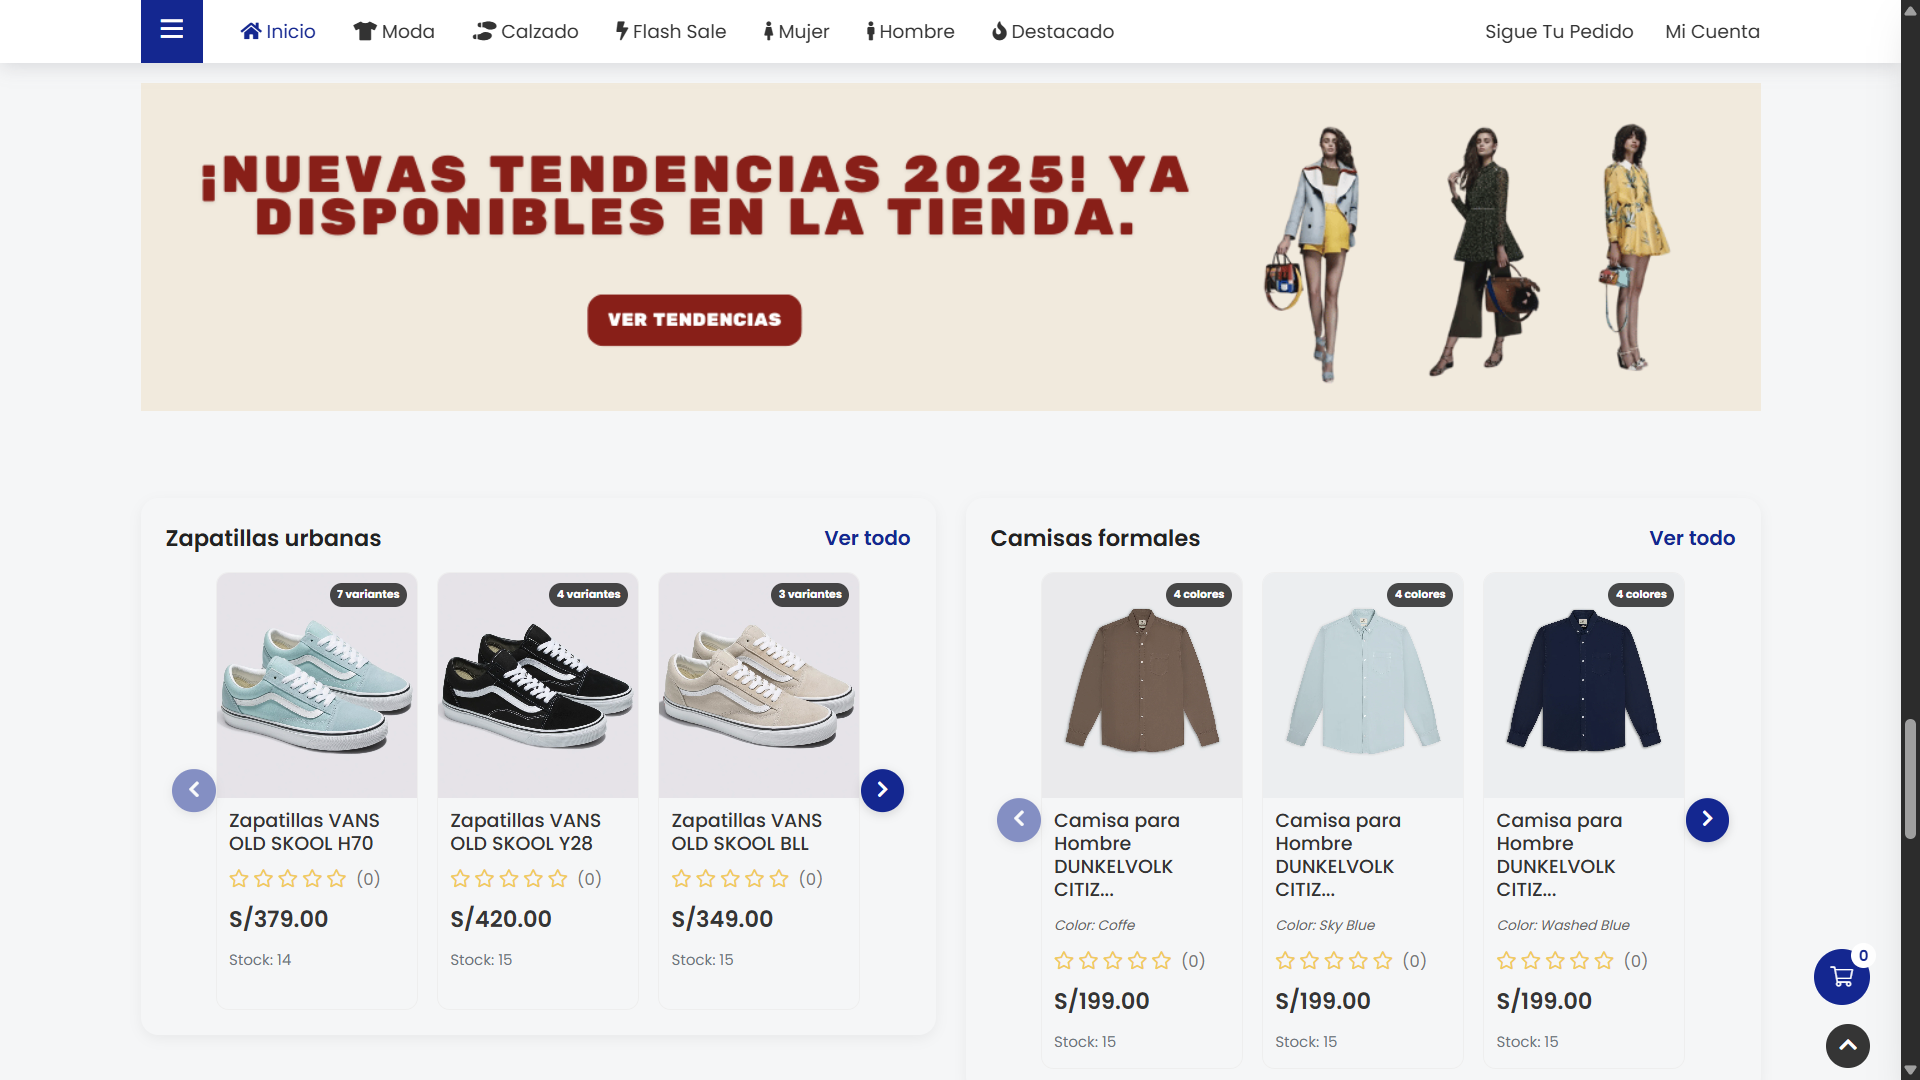 Inicio Moda Calzado Flash Sale Mujer Hombre Destacado Sigue Tu Pedido Mi Cuenta
¡NUEVAS TENDENCIAS 2025! YA
DISPONIBLES EN LA TIENDA.
VER TENDENCIAS
Zapatillas urbanas Ver todo
7 variantes
Zapatillas VANS
OLD SKOOL H70
(0)
S/379.00
Stock: 14
4 variantes
Zapatillas VANS
OLD SKOOL Y28
(0)
S/420.00
Stock: 15
3 variantes
Zapatillas VANS
OLD SKOOL BLL
(0)
S/349.00
Stock: 15
Camisas formales Ver todo
4 colores
Camisa para
Hombre
DUNKELVOLK
CITIZ...
Color: Coffe
(0)
S/199.00
Stock: 15
4 colores
Camisa para
Hombre
DUNKELVOLK
CITIZ...
Color: Sky Blue
(0)
S/199.00
Stock: 15
4 colores
Camisa para
Hombre
DUNKELVOLK
CITIZ...
Color: Washed Blue
(0)
S/199.00
Stock: 15
0